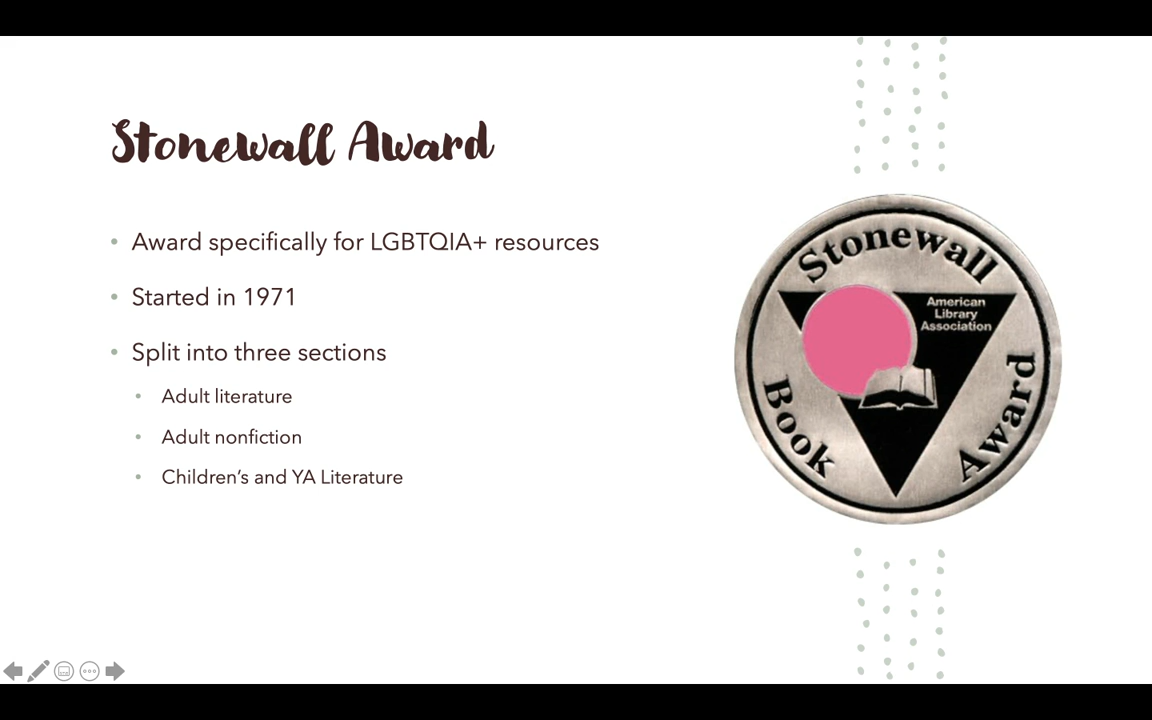 Stonewall Award
• Award specifically for LGBTQIA+ resources
• Started in 1971
• Split into three sections
• Adult literature
• Adult nonfiction
• Children's and YA Literature
Stonewall
American
Library
Association
Book
Award